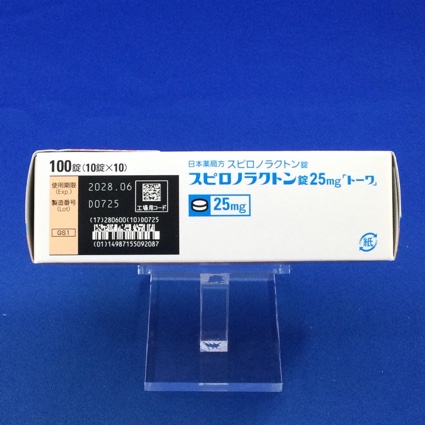 100錠(10錠×10)
使用期限
(Exp.)
2028.06
製造番号
(Lot)
D0725
工場用コード
(17)280600(10)D0725
(01)14987155092087
GS1
日本薬局方 スピロノラクトン錠
スピロノラクトン錠25mg「トーワ」
25mg
紙